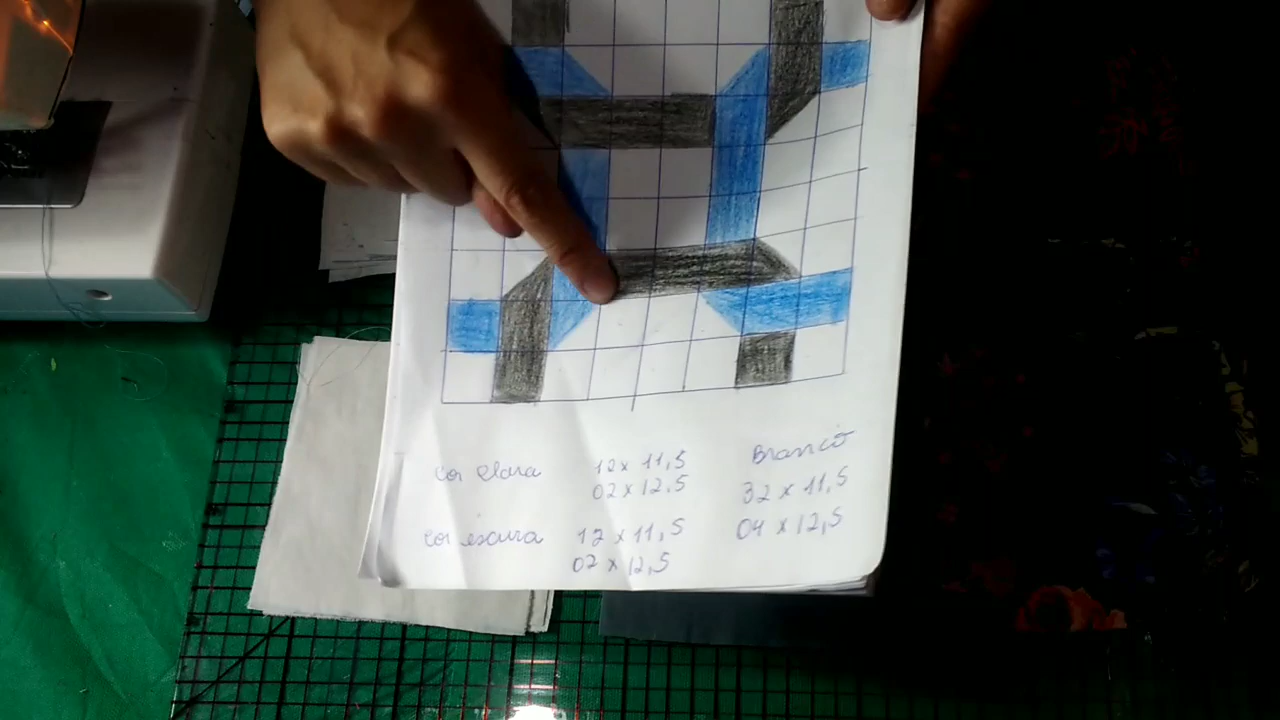 Cor clara 12 x 11,5
02 x 12,5
Cor escura 12 x 11,5
02 x 12,5
Branco
32 x 11,5
04 x 12,5